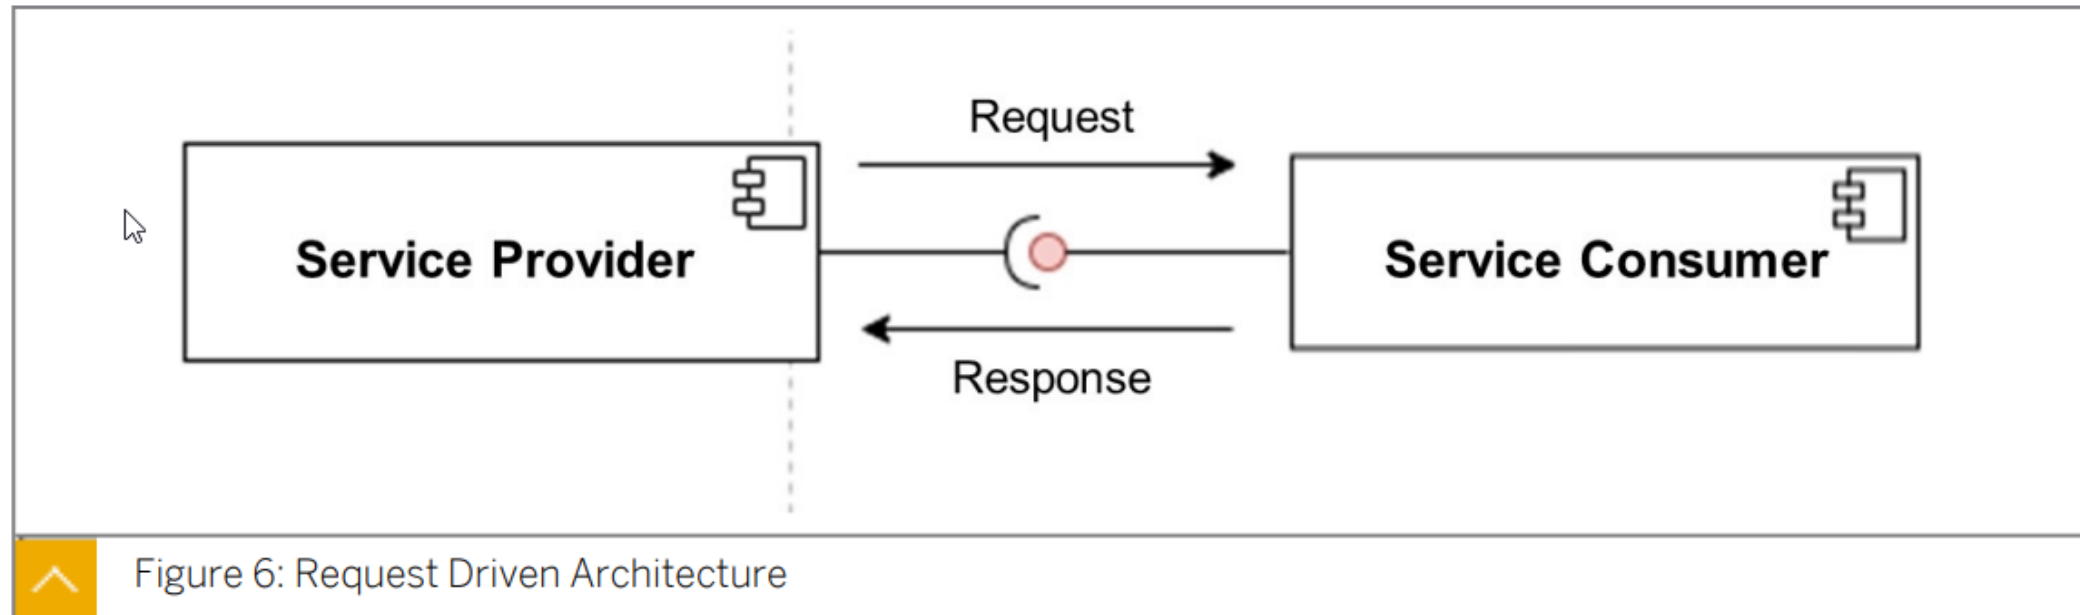 Request
Service Provider
Service Consumer
Response
Figure 6: Request Driven Architecture